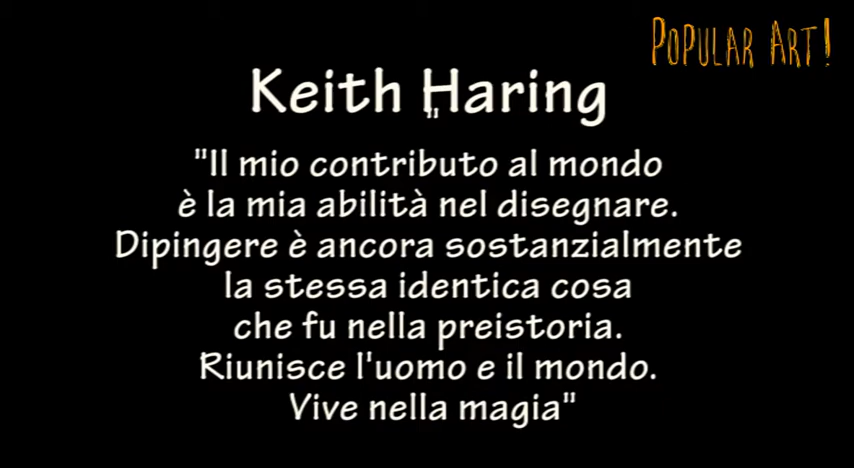 POPULAR ART!
Keith Haring
"
"Il mio contributo al mondo
è la mia abilità nel disegnare.
Dipingere è ancora sostanzialmente
la stessa identica cosa
che fu nella preistoria.
Riunisce l'uomo e il mondo.
Vive nella magia"